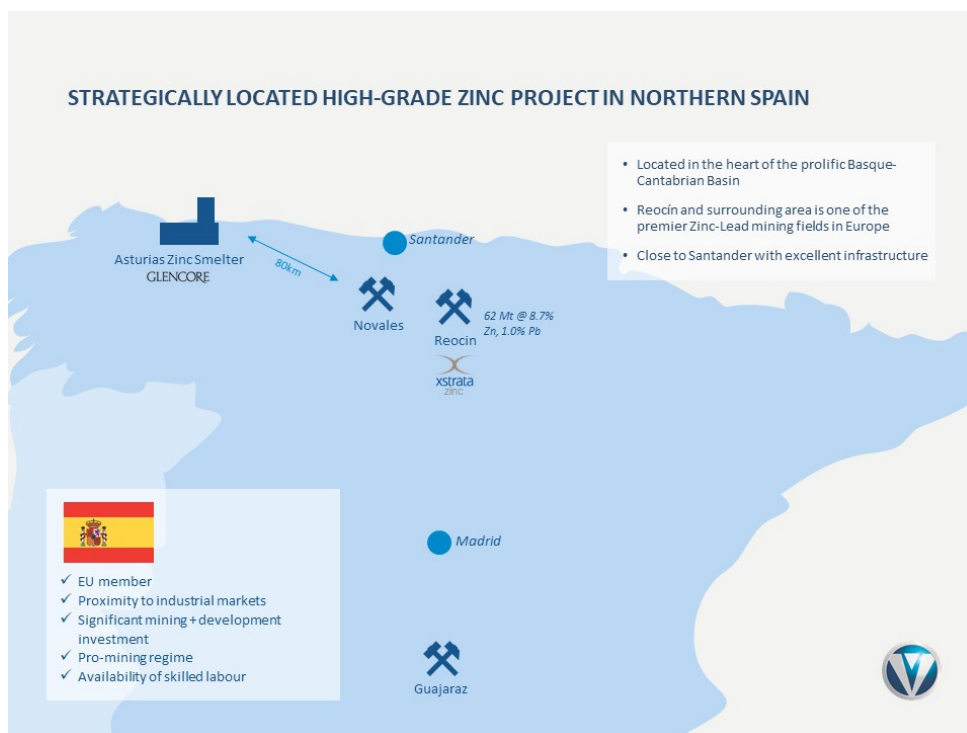 STRATEGICALLY LOCATED HIGH-GRADE ZINC PROJECT IN NORTHERN SPAIN
• Located in the heart of the prolific Basque-
Cantabrian Basin
• Reocín and surrounding area is one of the
premier Zinc-Lead mining fields in Europe
• Close to Santander with excellent infrastructure
Santander
Asturias Zinc Smelter
GLENCORE
80km
Novales
Reocin
62 Mt @ 8.7%
Zn, 1.0% Pb
xstrata
zinc
Madrid
✓ EU member
✓ Proximity to industrial markets
✓ Significant mining + development
investment
✓ Pro-mining regime
✓ Availability of skilled labour
Guajaraz
V